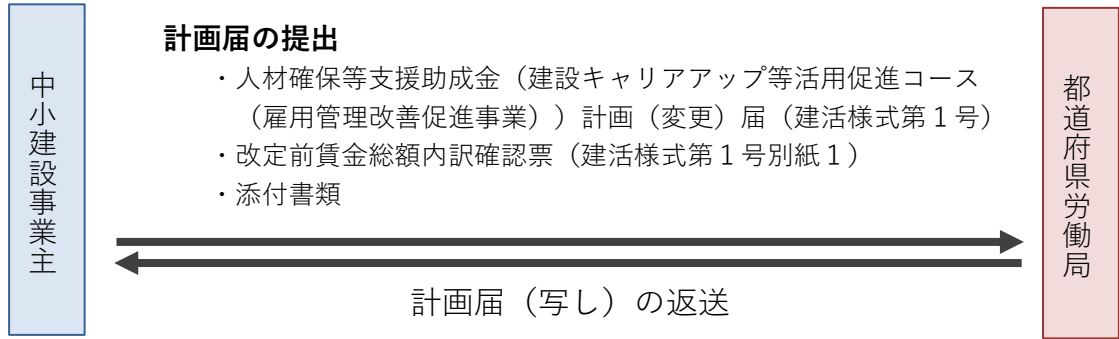 中小建設事業主
計画届の提出
・人材確保等支援助成金（建設キャリアアップ等活用促進コース
（雇用管理改善促進事業））計画（変更）届（建活様式第１号）
・改定前賃金総額内訳確認票（建活様式第１号別紙１）
・添付書類
計画届（写し）の返送
都道府県労働局